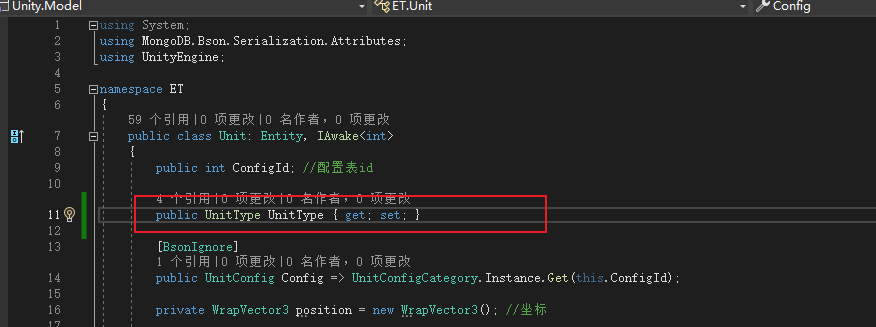 Unity.Model
ET.Unit
Config
1 using System;
2 using MongoDB.Bson.Serialization.Attributes;
3 using UnityEngine;
4
5 namespace ET
6 {
59 个引用|0 项更改|0 名作者，0 项更改
7 public class Unit: Entity, IAwake<int>
8 {
9 public int ConfigId; //配置表id
10
4 个引用|0 项更改|0 名作者，0 项更改
11 public UnitType UnitType { get; set; }
12
13 [BsonIgnore]
1 个引用|0 项更改|0 名作者，0 项更改
14 public UnitConfig Config => UnitConfigCategory.Instance.Get(this.ConfigId);
15
16 private WrapVector3 position = new WrapVector3(); //坐标
17